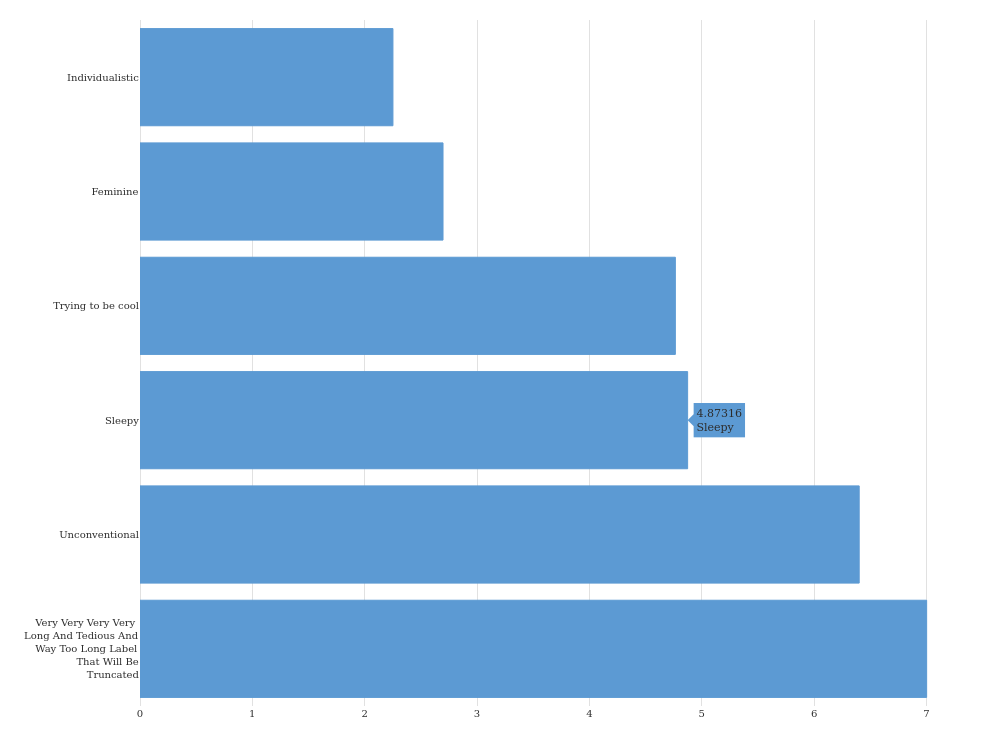 Individualistic
Feminine
Trying to be cool
Sleepy
4.87316
Sleepy
Unconventional
Very Very Very Very
Long And Tedious And
Way Too Long Label
That Will Be
Truncated
0 1 2 3 4 5 6 7